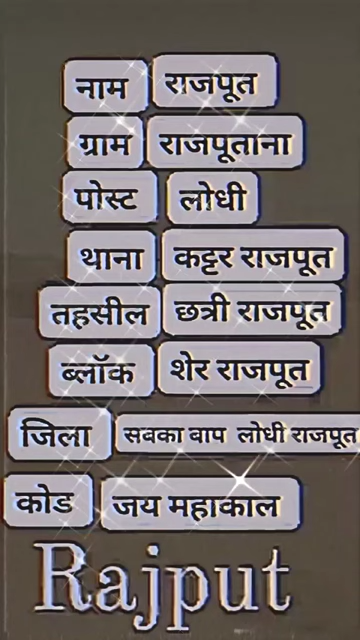 नाम राजपूत
ग्राम राजपूताना
पोस्ट लोधी
थाना कट्टर राजपूत
तहसील छत्री राजपूत
ब्लॉक शेर राजपूत
जिला सबका बाप लोधी राजपूत
कोड जय महाकाल
Rajput